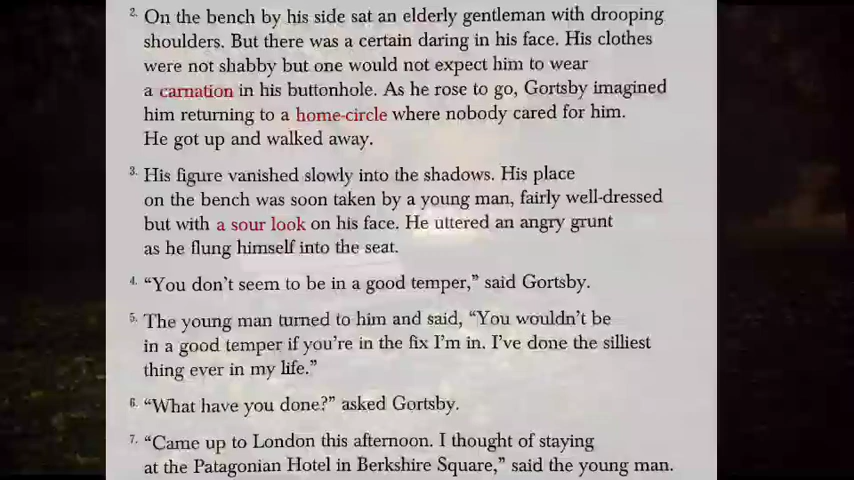 2. On the bench by his side sat an elderly gentleman with drooping
shoulders. But there was a certain daring in his face. His clothes
were not shabby but one would not expect him to wear
a carnation in his buttonhole. As he rose to go, Gortsby imagined
him returning to a home-circle where nobody cared for him.
He got up and walked away.
3. His figure vanished slowly into the shadows. His place
on the bench was soon taken by a young man, fairly well-dressed
but with a sour look on his face. He uttered an angry grunt
as he flung himself into the seat.
4. “You don’t seem to be in a good temper,” said Gortsby.
5. The young man turned to him and said, “You wouldn’t be
in a good temper if you’re in the fix I’m in. I’ve done the silliest
thing ever in my life.”
6. “What have you done?” asked Gortsby.
7. “Came up to London this afternoon. I thought of staying
at the Patagonian Hotel in Berkshire Square,” said the young man.